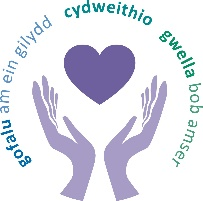 gofalu am ein gilydd
cydweithio
gwella bob amser